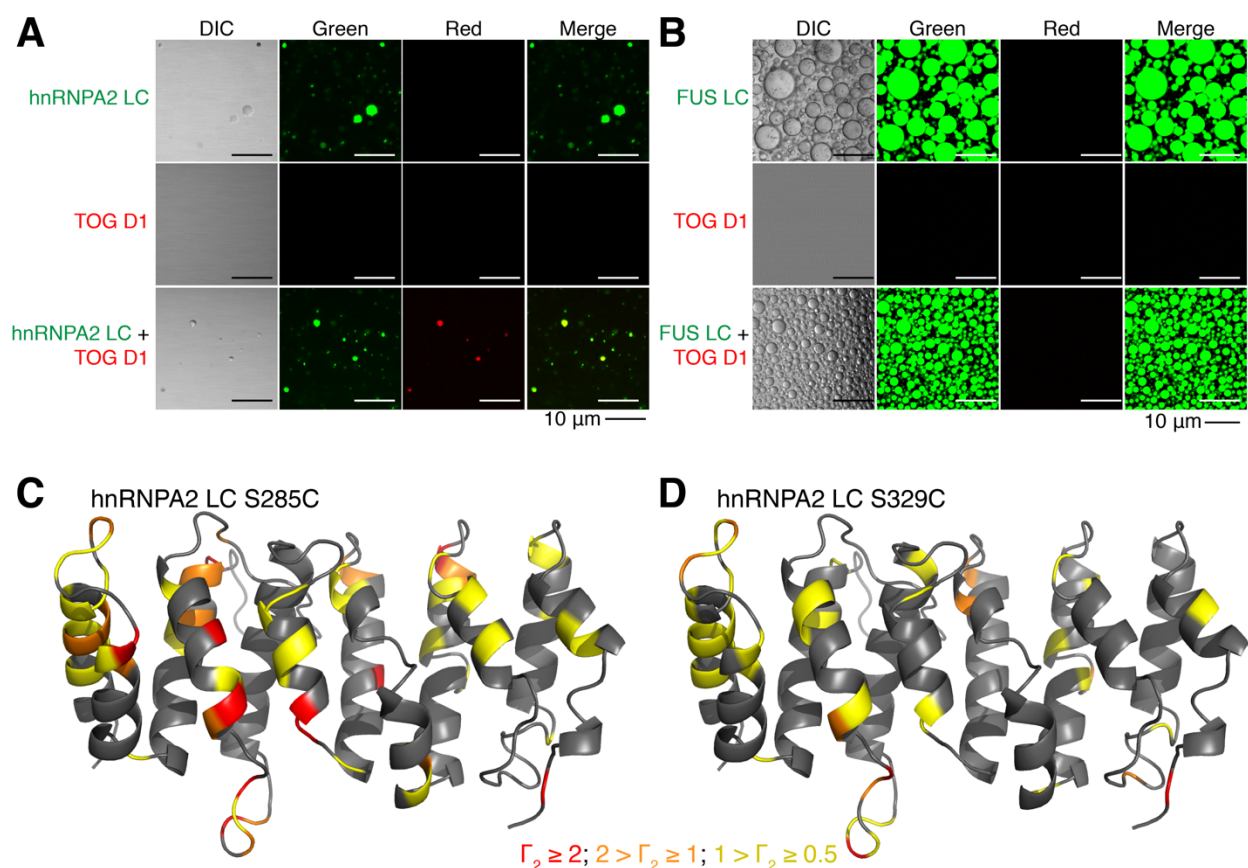 A
DIC Green Red Merge
hnRNPA2 LC
TOG D1
hnRNPA2 LC +
TOG D1
10 µm
B
DIC Green Red Merge
FUS LC
TOG D1
FUS LC +
TOG D1
10 µm
C
hnRNPA2 LC S285C
D
hnRNPA2 LC S329C
Γ₂ ≥ 2; 2 > Γ₂ ≥ 1; 1 > Γ₂ ≥ 0.5